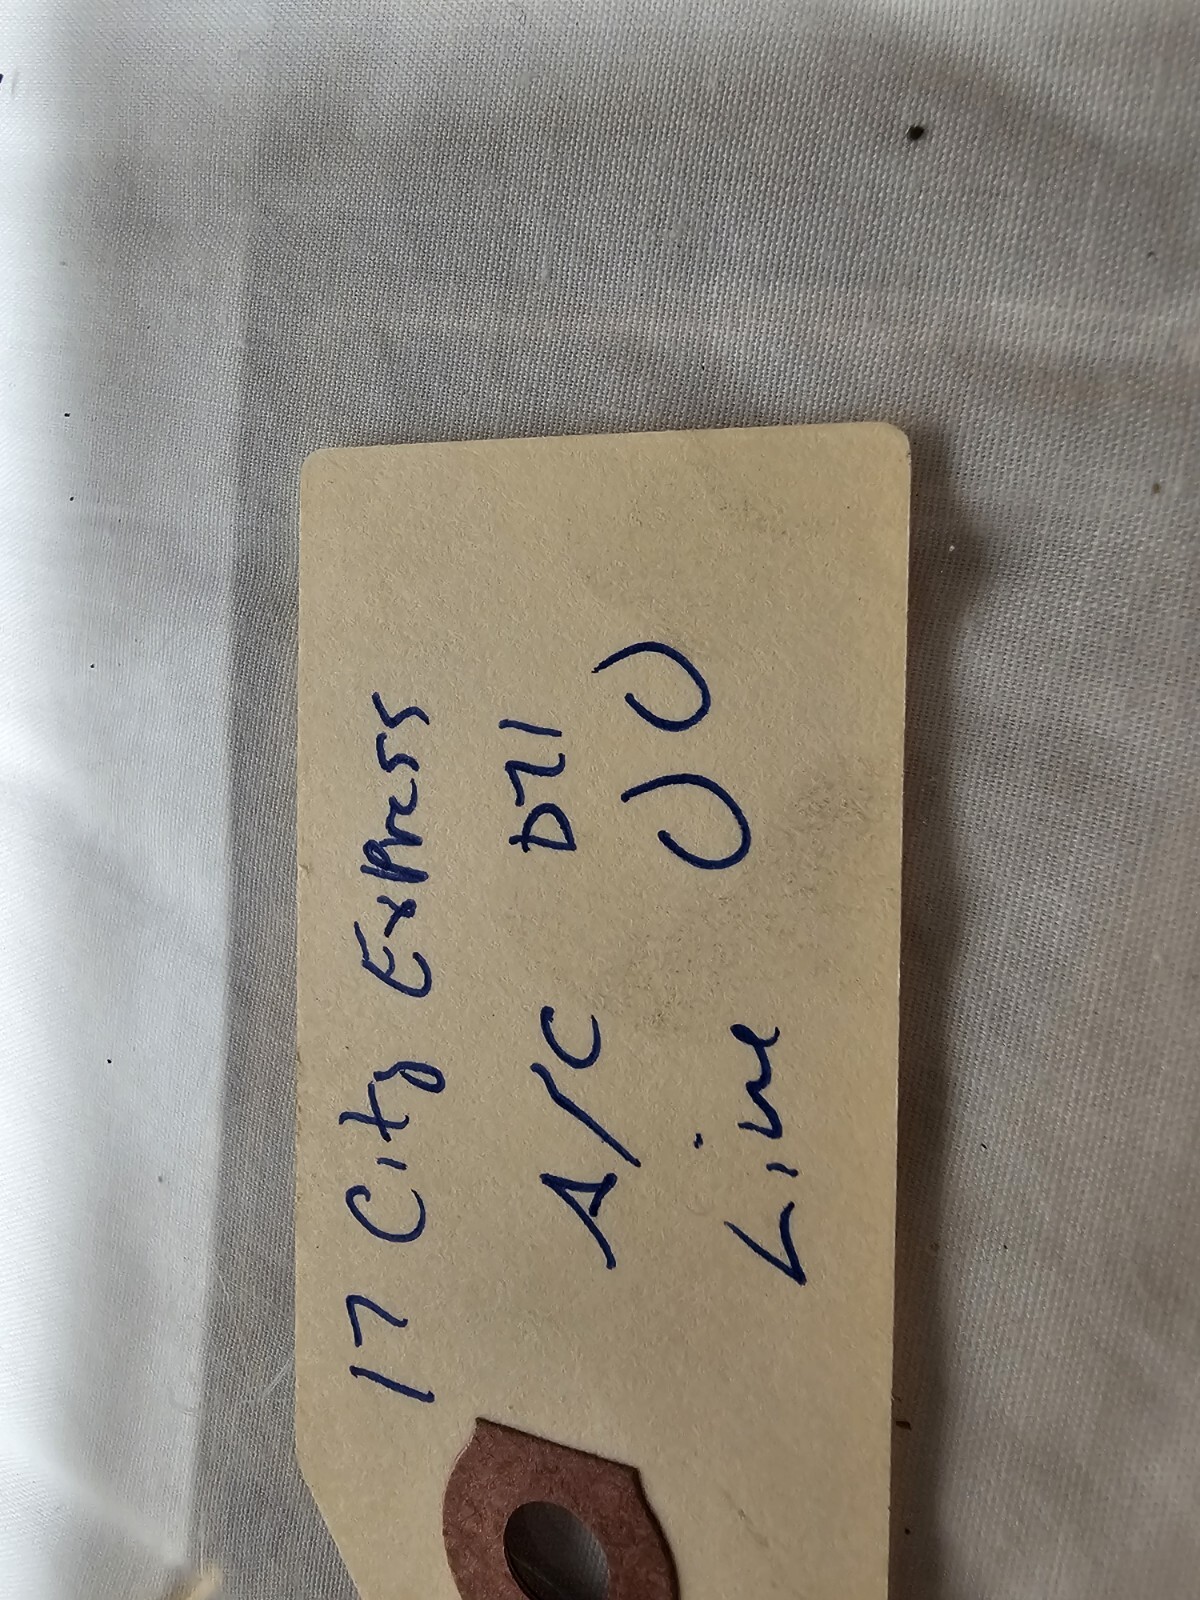 17 City Express
A/C D21
Line